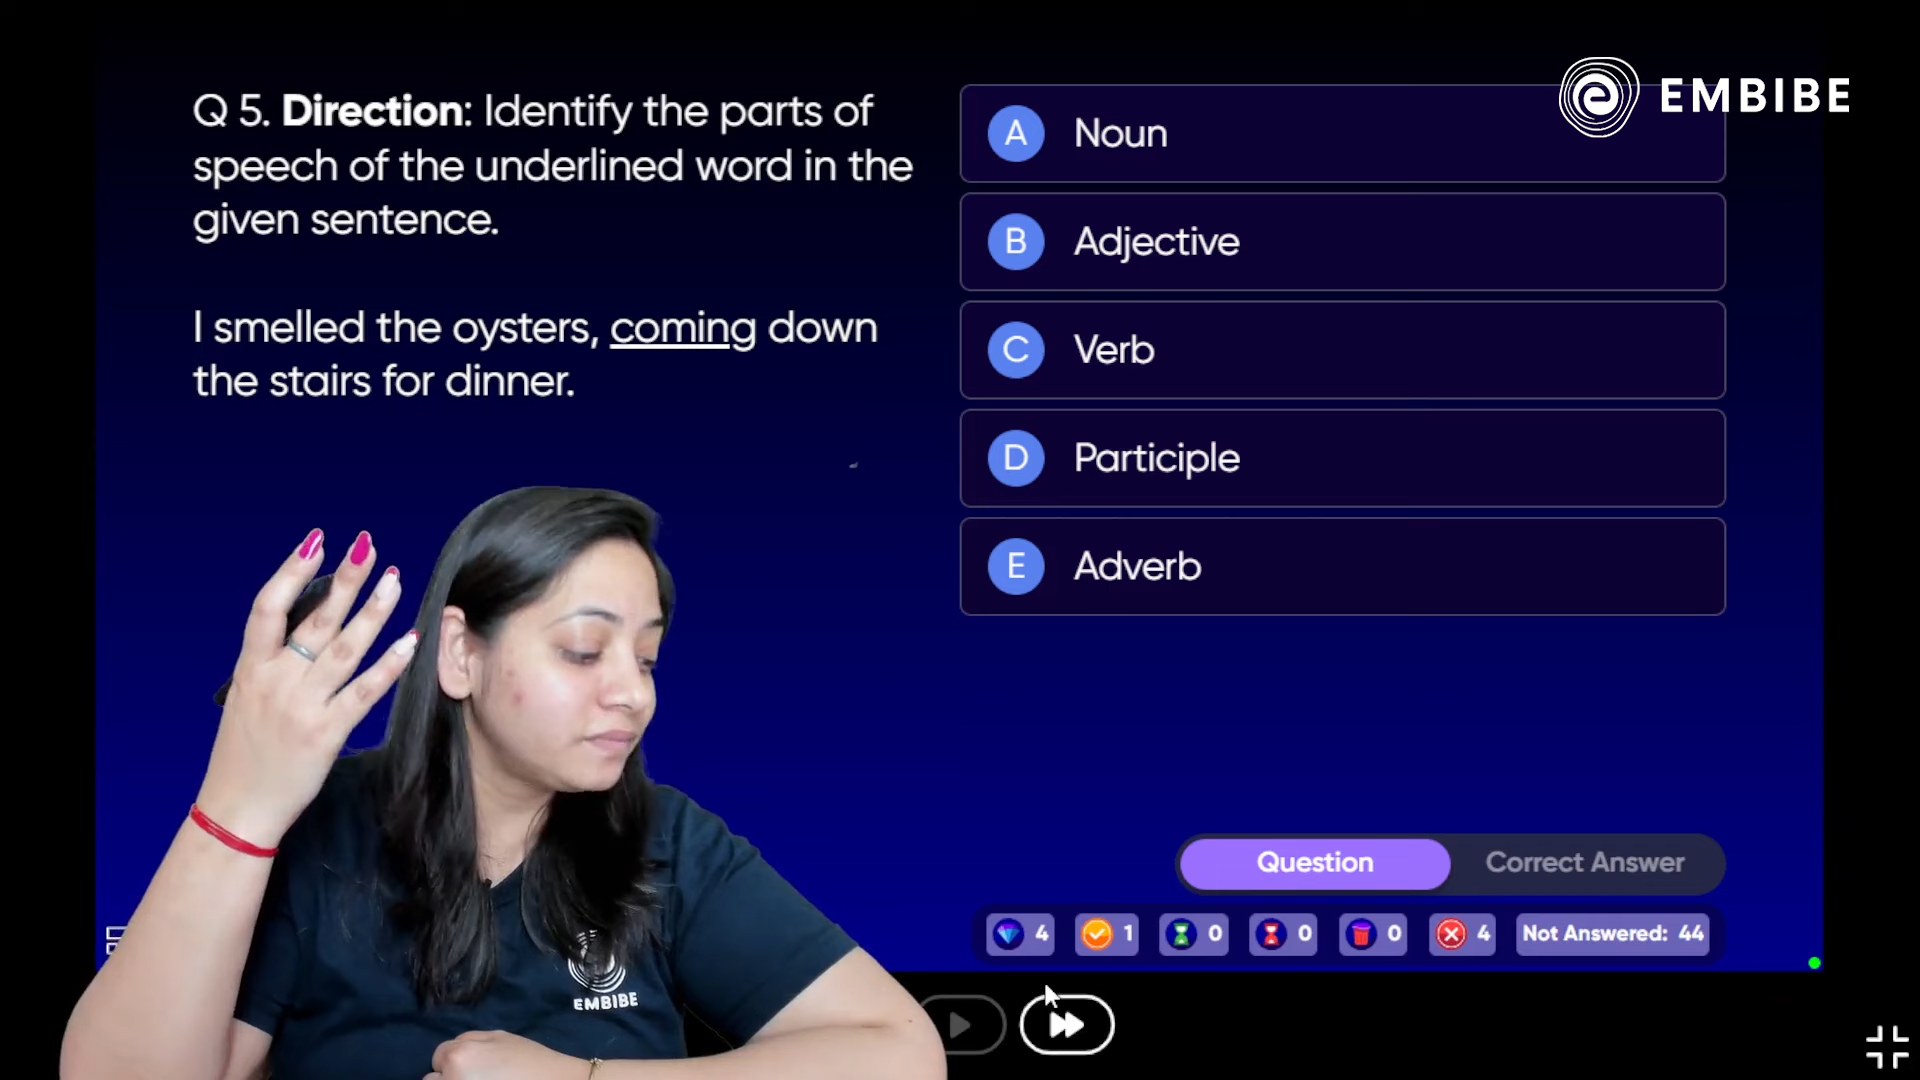 Q 5. Direction: Identify the parts of
speech of the underlined word in the
given sentence.
I smelled the oysters, coming down
the stairs for dinner.
A Noun
B Adjective
C Verb
D Participle
E Adverb
EMBIBE
Question
Correct Answer
4
1
0
0
0
4
Not Answered: 44
EMBIBE